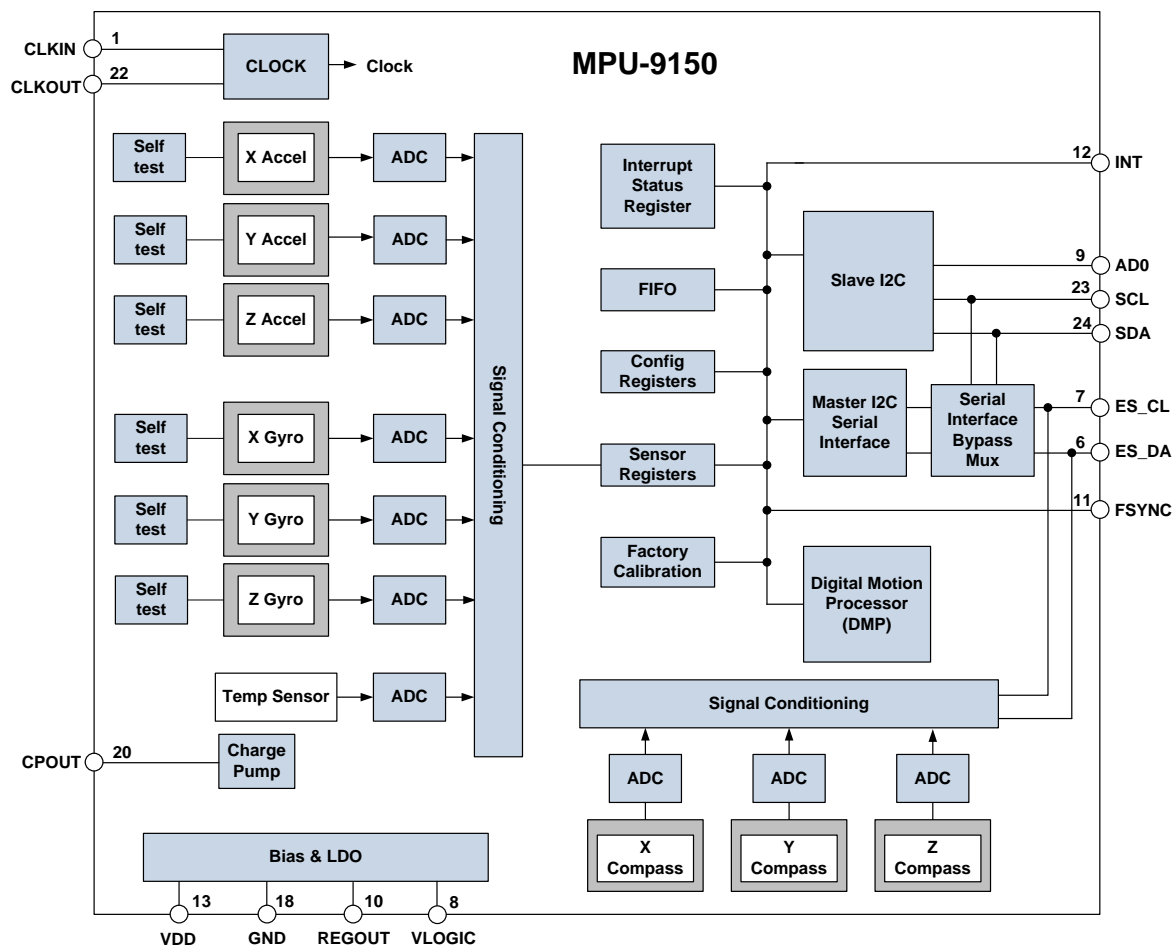 MPU-9150
CLKIN
1
CLKOUT
22
CLOCK
Clock
Self
test
X Accel
ADC
Self
test
Y Accel
ADC
Self
test
Z Accel
ADC
Self
test
X Gyro
ADC
Self
test
Y Gyro
ADC
Self
test
Z Gyro
ADC
Temp Sensor
ADC
Signal Conditioning
CPOUT
20
Charge
Pump
Bias & LDO
13
18
10
8
VDD
GND
REGOUT
VLOGIC
Interrupt
Status
Register
FIFO
Config
Registers
Sensor
Registers
Factory
Calibration
Slave I2C
Master I2C
Serial
Interface
Serial
Interface
Bypass
Mux
Digital Motion
Processor
(DMP)
12
INT
9
AD0
23
SCL
24
SDA
7
ES_CL
6
ES_DA
11
FSYNC
Signal Conditioning
ADC
ADC
ADC
X
Compass
Y
Compass
Z
Compass